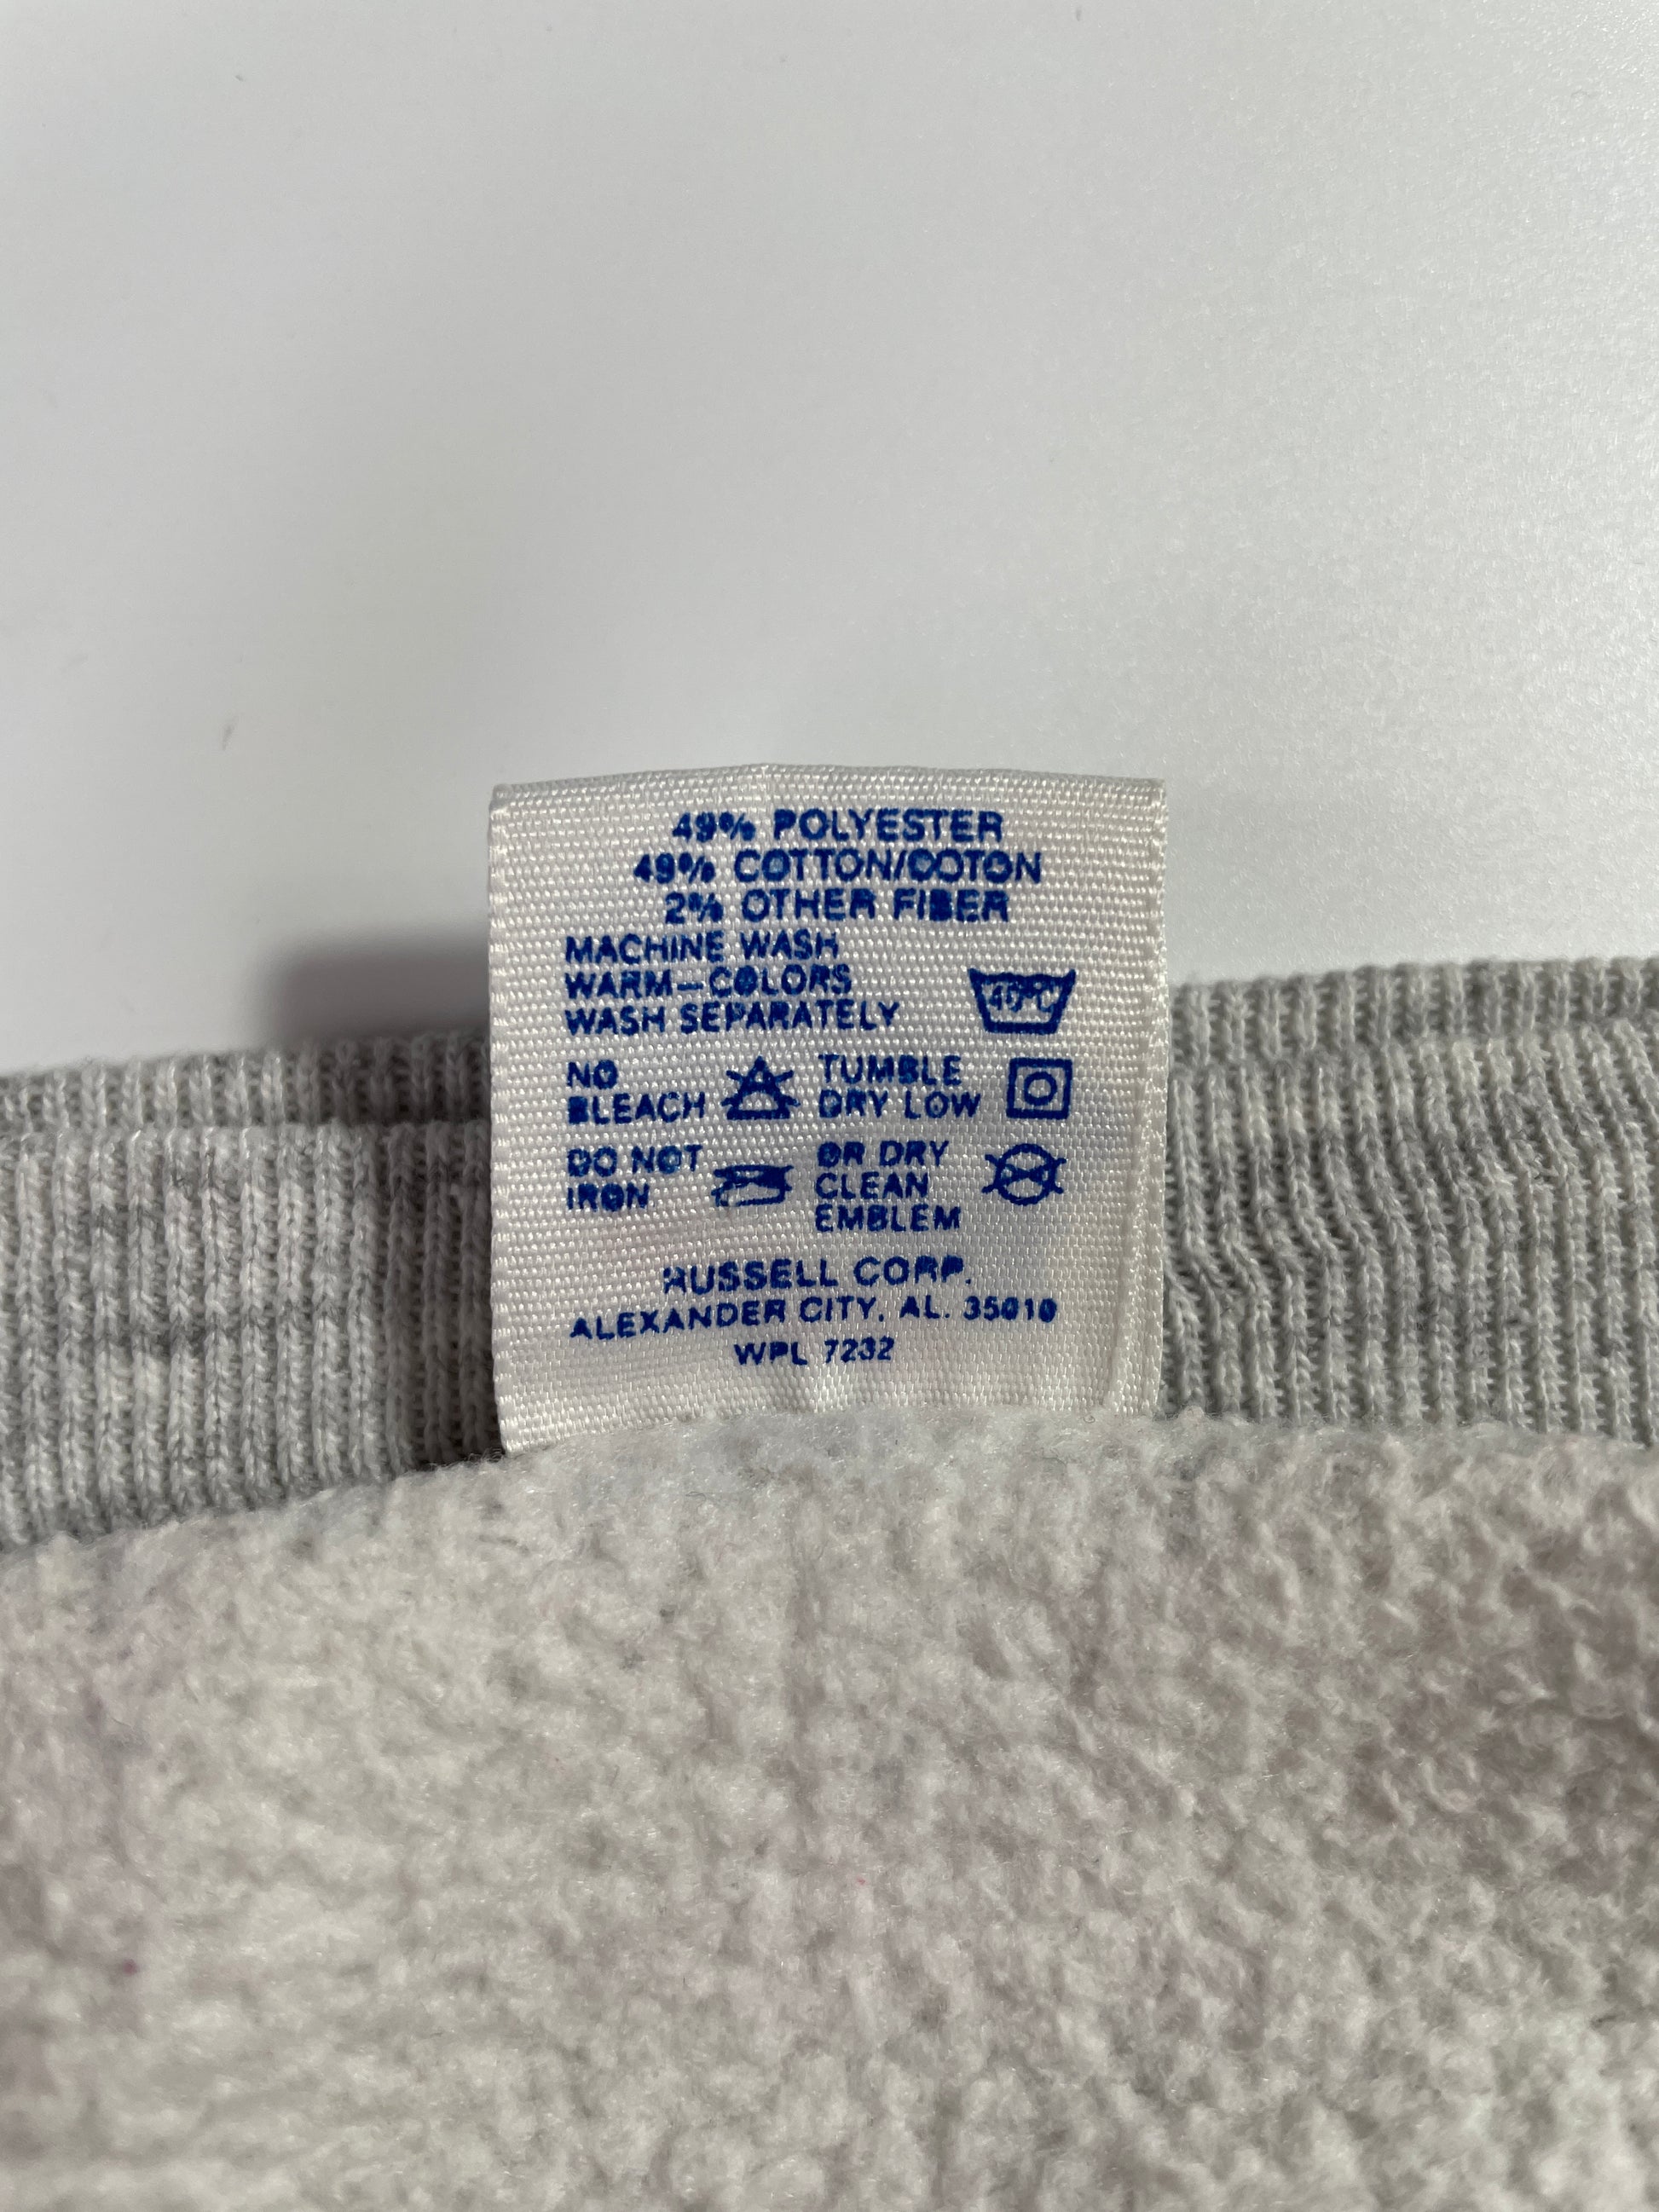 49% POLYESTER
49% COTTON/COTON
2% OTHER FIBER
MACHINE WASH
WARM—COLORS
WASH SEPARATELY
40°C
NO
BLEACH
TUMBLE
DRY LOW
DO NOT
IRON
OR DRY
CLEAN
EMBLEM
RUSSELL CORP.
ALEXANDER CITY, AL. 35010
WPL 7232